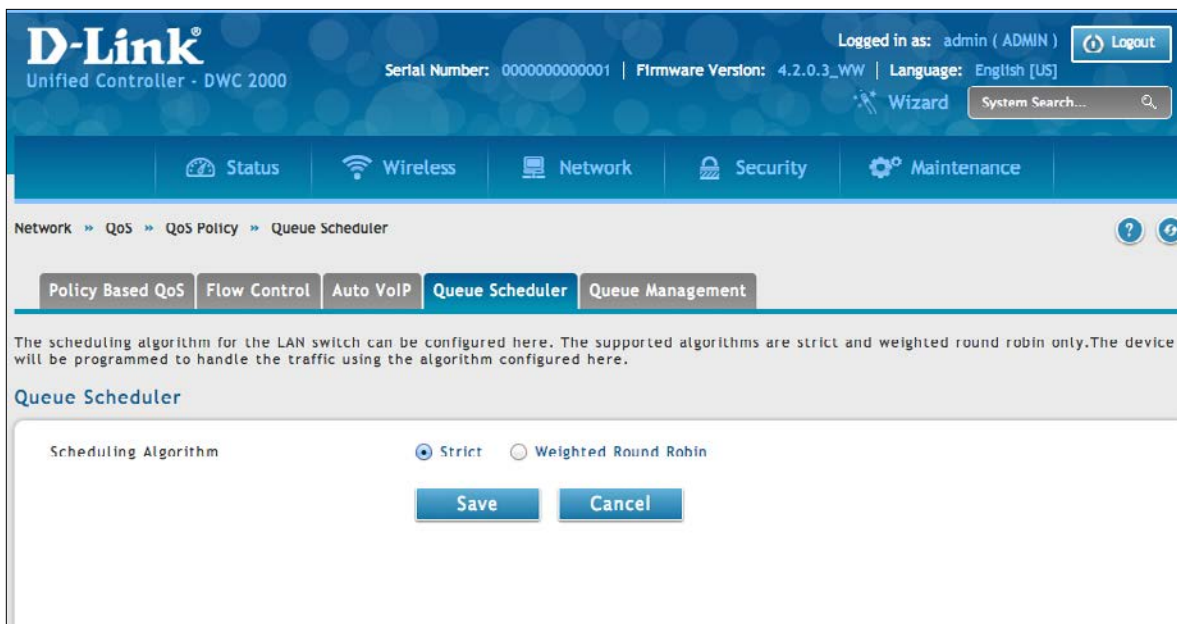 D-Link®
Unified Controller - DWC 2000
Logged in as: admin ( ADMIN )
Logout
Serial Number: 0000000000001 | Firmware Version: 4.2.0.3_WW | Language: English [US]
Wizard
System Search...
Status
Wireless
Network
Security
Maintenance
Network » QoS » QoS Policy » Queue Scheduler
?
Policy Based QoS
Flow Control
Auto VoIP
Queue Scheduler
Queue Management
The scheduling algorithm for the LAN switch can be configured here. The supported algorithms are strict and weighted round robin only.The device
will be programmed to handle the traffic using the algorithm configured here.
Queue Scheduler
Scheduling Algorithm
Strict
Weighted Round Robin
Save
Cancel